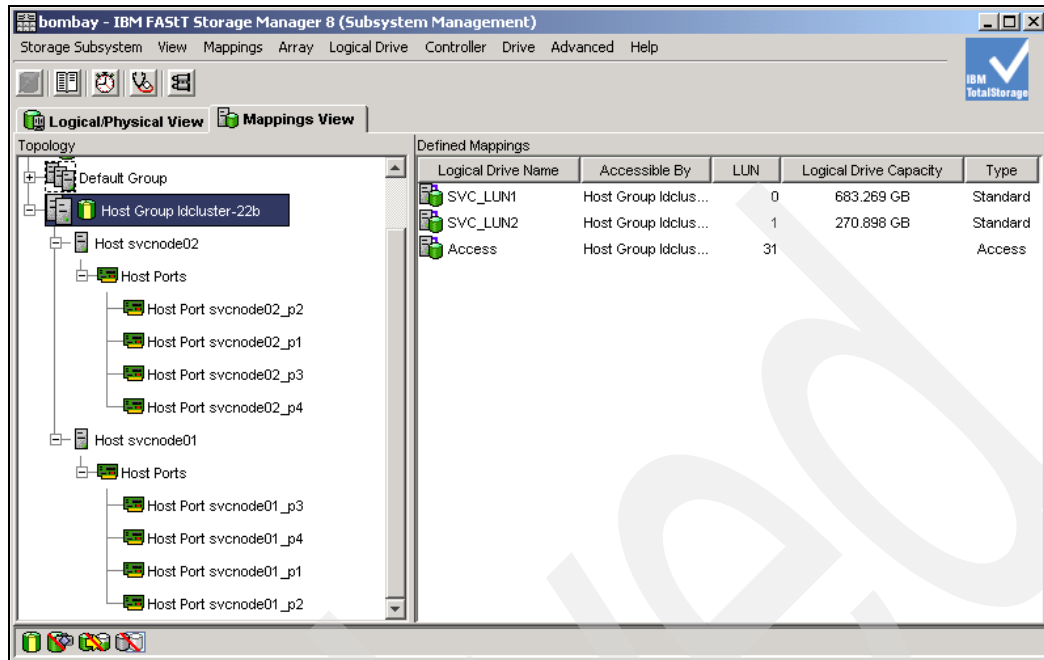 bombay - IBM FAStT Storage Manager 8 (Subsystem Management)
Storage Subsystem View Mappings Array Logical Drive Controller Drive Advanced Help
IBM
TotalStorage
Logical/Physical View Mappings View
Topology
Default Group
Host Group Idcluster-22b
Host svcnode02
Host Ports
Host Port svcnode02_p2
Host Port svcnode02_p1
Host Port svcnode02_p3
Host Port svcnode02_p4
Host svcnode01
Host Ports
Host Port svcnode01_p3
Host Port svcnode01_p4
Host Port svcnode01_p1
Host Port svcnode01_p2
Defined Mappings
Logical Drive Name Accessible By LUN Logical Drive Capacity Type
SVC_LUN1 Host Group Idclus... 0 683.269 GB Standard
SVC_LUN2 Host Group Idclus... 1 270.898 GB Standard
Access Host Group Idclus... 31 Access